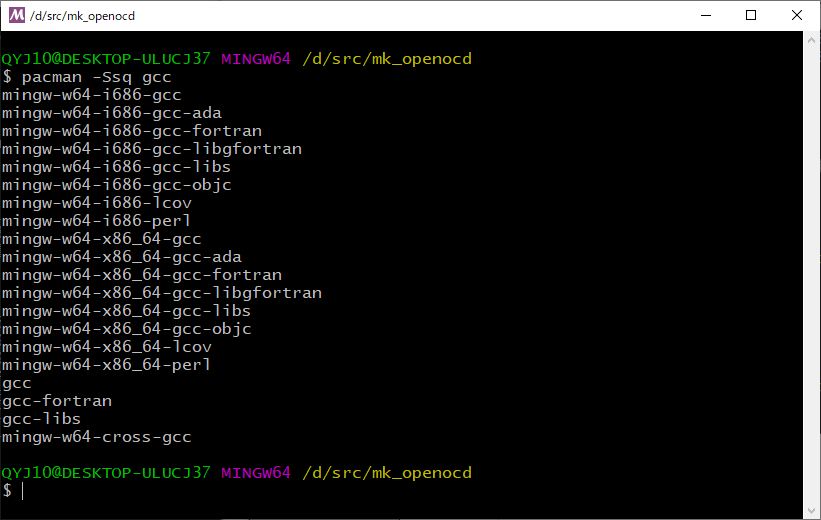 /d/src/mk_openocd
QYJ10@DESKTOP-ULUCJ37 MINGW64 /d/src/mk_openocd
$ pacman -Ssq gcc
mingw-w64-i686-gcc
mingw-w64-i686-gcc-ada
mingw-w64-i686-gcc-fortran
mingw-w64-i686-gcc-libgfortran
mingw-w64-i686-gcc-libs
mingw-w64-i686-gcc-objc
mingw-w64-i686-lcov
mingw-w64-i686-perl
mingw-w64-x86_64-gcc
mingw-w64-x86_64-gcc-ada
mingw-w64-x86_64-gcc-fortran
mingw-w64-x86_64-gcc-libgfortran
mingw-w64-x86_64-gcc-libs
mingw-w64-x86_64-gcc-objc
mingw-w64-x86_64-lcov
mingw-w64-x86_64-perl
gcc
gcc-fortran
gcc-libs
mingw-w64-cross-gcc
QYJ10@DESKTOP-ULUCJ37 MINGW64 /d/src/mk_openocd
$